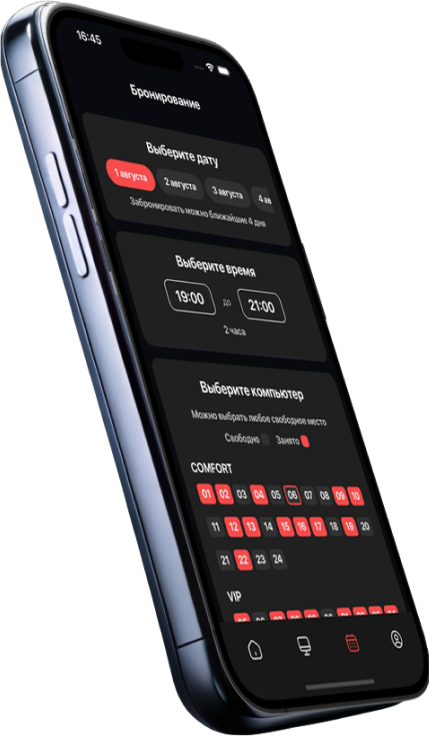 16:45
Бронирование
Выберите дату
1 августа 2 августа 3 августа 4 ав
Забронировать можно ближайшие 4 дня
Выберите время
19:00 до 21:00
2 часа
Выберите компьютер
Можно выбрать любое свободное место
Свободно Занято
COMFORT
01 02 03 04 05 06 07 08 09 10
11 12 13 14 15 16 17 18 19 20
21 22 23 24
VIP